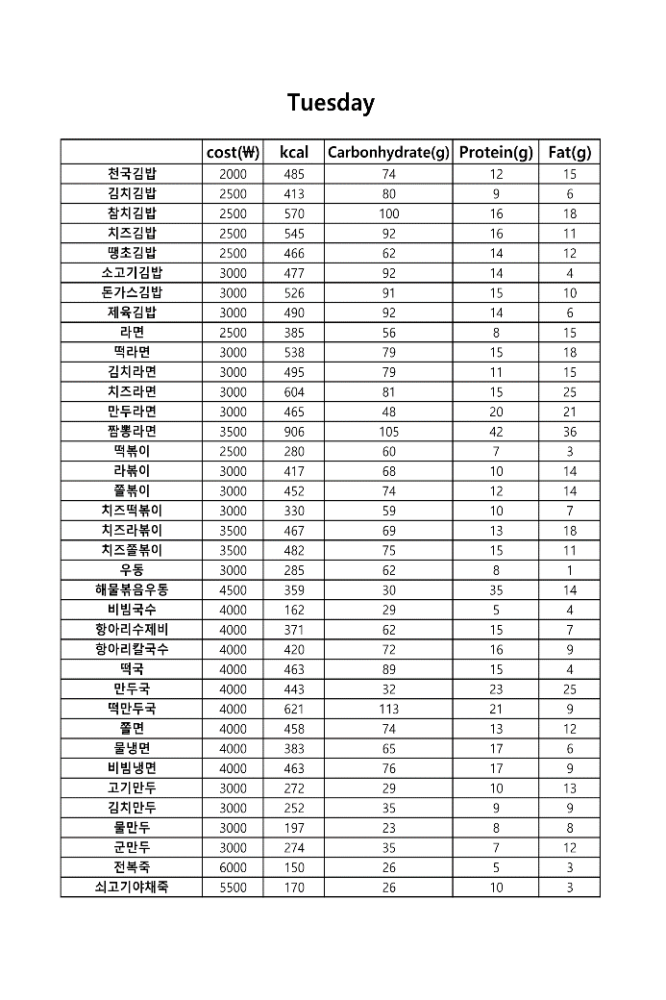 Tuesday
cost(₩) kcal Carbonhydrate(g) Protein(g) Fat(g)
천국김밥 2000 485 74 12 15
김치김밥 2500 413 80 9 6
참치김밥 2500 570 100 16 18
치즈김밥 2500 545 92 16 11
땡초김밥 2500 466 62 14 12
소고기김밥 3000 477 92 14 4
돈가스김밥 3000 526 91 15 10
제육김밥 3000 490 92 14 6
라면 2500 385 56 8 15
떡라면 3000 538 79 15 18
김치라면 3000 495 79 11 15
치즈라면 3000 604 81 15 25
만두라면 3000 465 48 20 21
짬뽕라면 3500 906 105 42 36
떡볶이 2500 280 60 7 3
라볶이 3000 417 68 10 14
쫄볶이 3000 452 74 12 14
치즈떡볶이 3000 330 59 10 7
치즈라볶이 3500 467 69 13 18
치즈쫄볶이 3500 482 75 15 11
우동 3000 285 62 8 1
해물볶음우동 4500 359 30 35 14
비빔국수 4000 162 29 5 4
항아리수제비 4000 371 62 15 7
항아리칼국수 4000 420 72 16 9
떡국 4000 463 89 15 4
만두국 4000 443 32 23 25
떡만두국 4000 621 113 21 9
쫄면 4000 458 74 13 12
물냉면 4000 383 65 17 6
비빔냉면 4000 463 76 17 9
고기만두 3000 272 29 10 13
김치만두 3000 252 35 9 9
물만두 3000 197 23 8 8
군만두 3000 274 35 7 12
전복죽 6000 150 26 5 3
쇠고기야채죽 5500 170 26 10 3